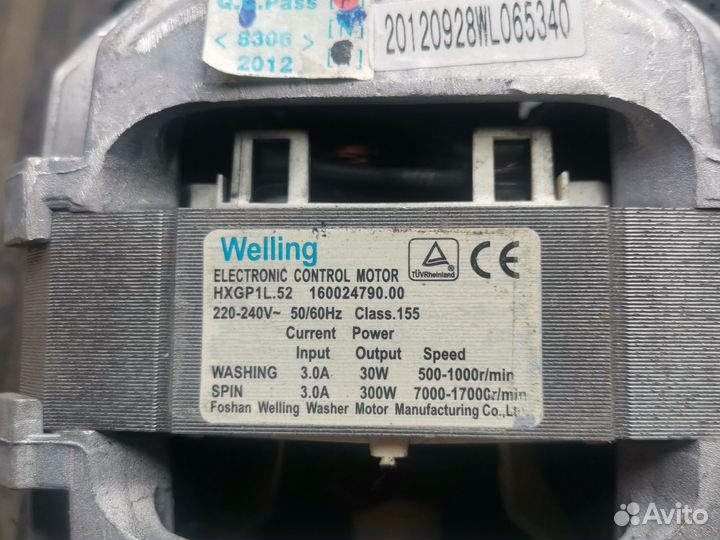 Q.C.Pass [P]
< 8306 > [N]
2012
20120928WL065340
Welling
ELECTRONIC CONTROL MOTOR
TÜVRheinland
CE
HXGP1L.52 160024790.00
220-240V~ 50/60Hz Class.155
Current Power
Input Output Speed
WASHING 3.0A 30W 500-1000r/min
SPIN 3.0A 300W 7000-17000r/min
Foshan Welling Washer Motor Manufacturing Co.,Lt
Avito